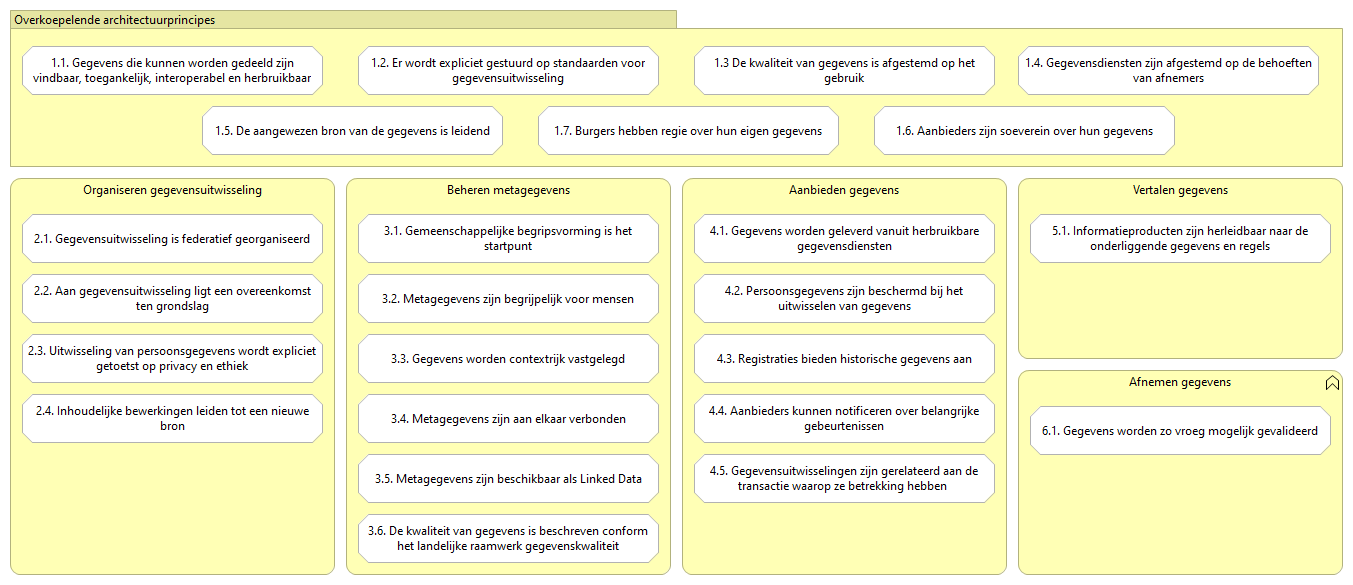 Overkoepelende architectuurprincipes
1.1. Gegevens die kunnen worden gedeeld zijn
vindbaar, toegankelijk, interoperabel en herbruikbaar
1.2. Er wordt expliciet gestuurd op standaarden voor
gegevensuitwisseling
1.3 De kwaliteit van gegevens is afgestemd op het
gebruik
1.4. Gegevensdiensten zijn afgestemd op de behoeften
van afnemers
1.5. De aangewezen bron van de gegevens is leidend
1.7. Burgers hebben regie over hun eigen gegevens
1.6. Aanbieders zijn soeverein over hun gegevens
Organiseren gegevensuitwisseling
2.1. Gegevensuitwisseling is federatief georganiseerd
2.2. Aan gegevensuitwisseling ligt een overeenkomst
ten grondslag
2.3. Uitwisseling van persoonsgegevens wordt expliciet
getoetst op privacy en ethiek
2.4. Inhoudelijke bewerkingen leiden tot een nieuwe
bron
Beheren metagegevens
3.1. Gemeenschappelijke begripsvorming is het
startpunt
3.2. Metagegevens zijn begrijpelijk voor mensen
3.3. Gegevens worden contextrijk vastgelegd
3.4. Metagegevens zijn aan elkaar verbonden
3.5. Metagegevens zijn beschikbaar als Linked Data
3.6. De kwaliteit van gegevens is beschreven conform
het landelijke raamwerk gegevenskwaliteit
Aanbieden gegevens
4.1. Gegevens worden geleverd vanuit herbruikbare
gegevensdiensten
4.2. Persoonsgegevens zijn beschermd bij het
uitwisselen van gegevens
4.3. Registraties bieden historische gegevens aan
4.4. Aanbieders kunnen notificeren over belangrijke
gebeurtenissen
4.5. Gegevensuitwisselingen zijn gerelateerd aan de
transactie waarop ze betrekking hebben
Vertalen gegevens
5.1. Informatieproducten zijn herleidbaar naar de
onderliggende gegevens en regels
Afnemen gegevens
6.1. Gegevens worden zo vroeg mogelijk gevalideerd